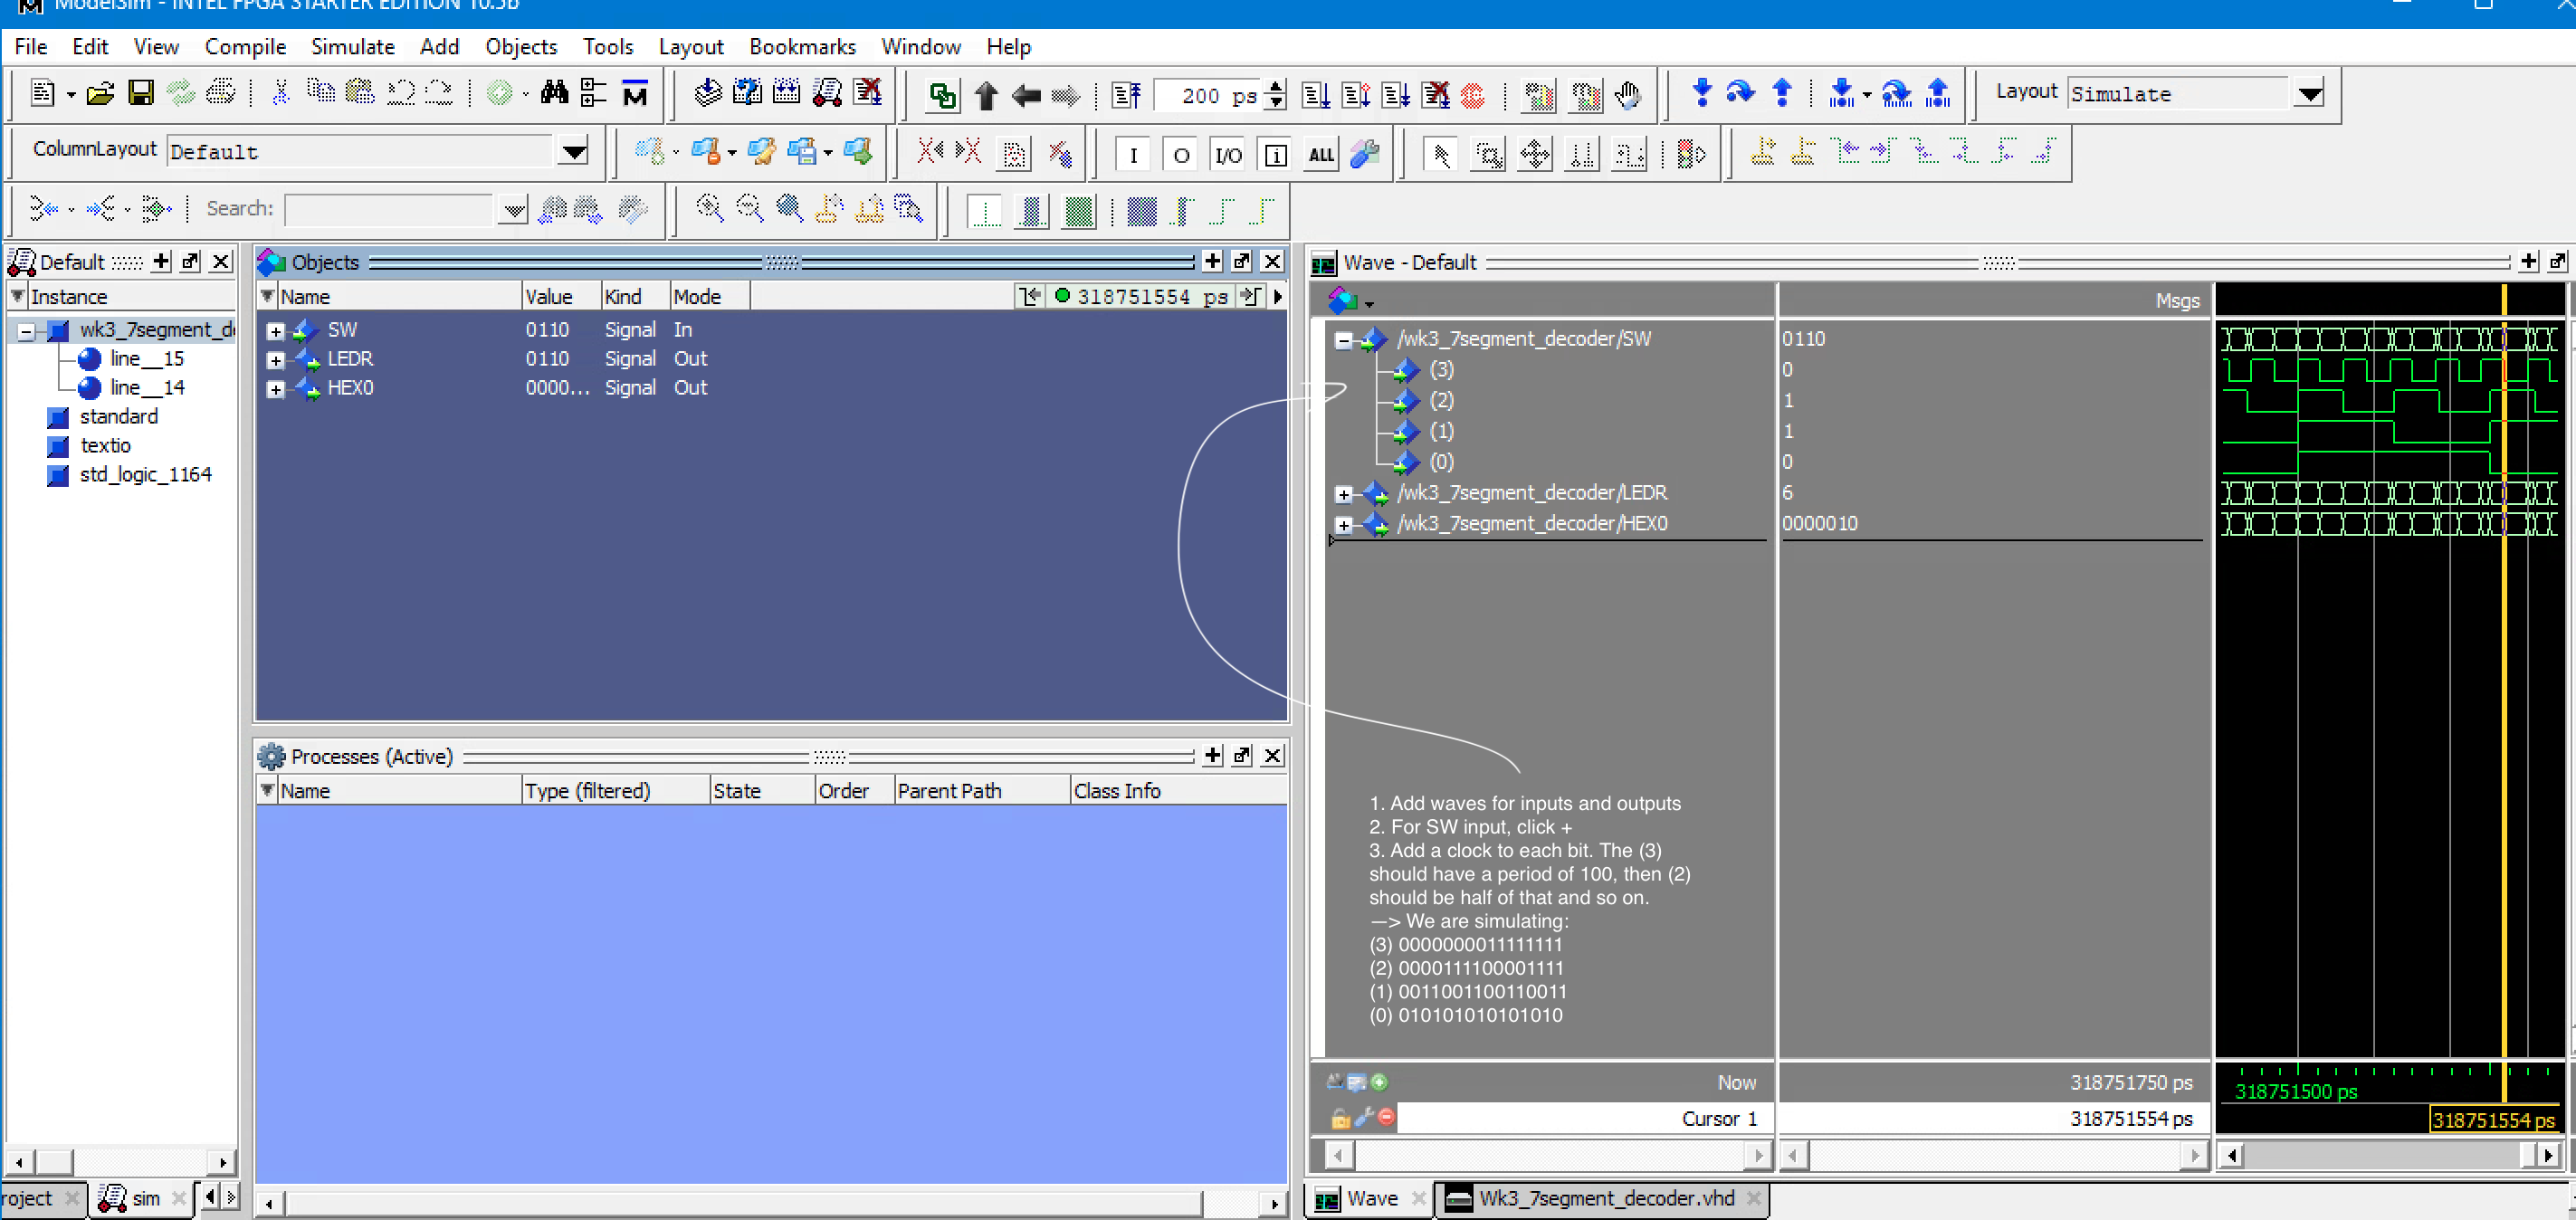 ModelSim - INTEL FPGA STARTER EDITION 10.5b
File Edit View Compile Simulate Add Objects Tools Layout Bookmarks Window Help
200 ps
Layout Simulate
ColumnLayout Default
I O I/O i ALL
Search:
Default
Instance
wk3_7segment_de
line__15
line__14
standard
textio
std_logic_1164
roject
sim
Objects
Name Value Kind Mode
318751554 ps
SW 0110 Signal In
LEDR 0110 Signal Out
HEX0 0000... Signal Out
Processes (Active)
Name Type (filtered) State Order Parent Path Class Info
Wave - Default
Msgs
/wk3_7segment_decoder/SW 0110
(3) 0
(2) 1
(1) 1
(0) 0
/wk3_7segment_decoder/LEDR 6
/wk3_7segment_decoder/HEX0 0000010
1. Add waves for inputs and outputs
2. For SW input, click +
3. Add a clock to each bit. The (3)
should have a period of 100, then (2)
should be half of that and so on.
—> We are simulating:
(3) 0000000011111111
(2) 0000111100001111
(1) 0011001100110011
(0) 010101010101010
Now 318751750 ps
318751500 ps
Cursor 1 318751554 ps
318751554 ps
Wave
Wk3_7segment_decoder.vhd